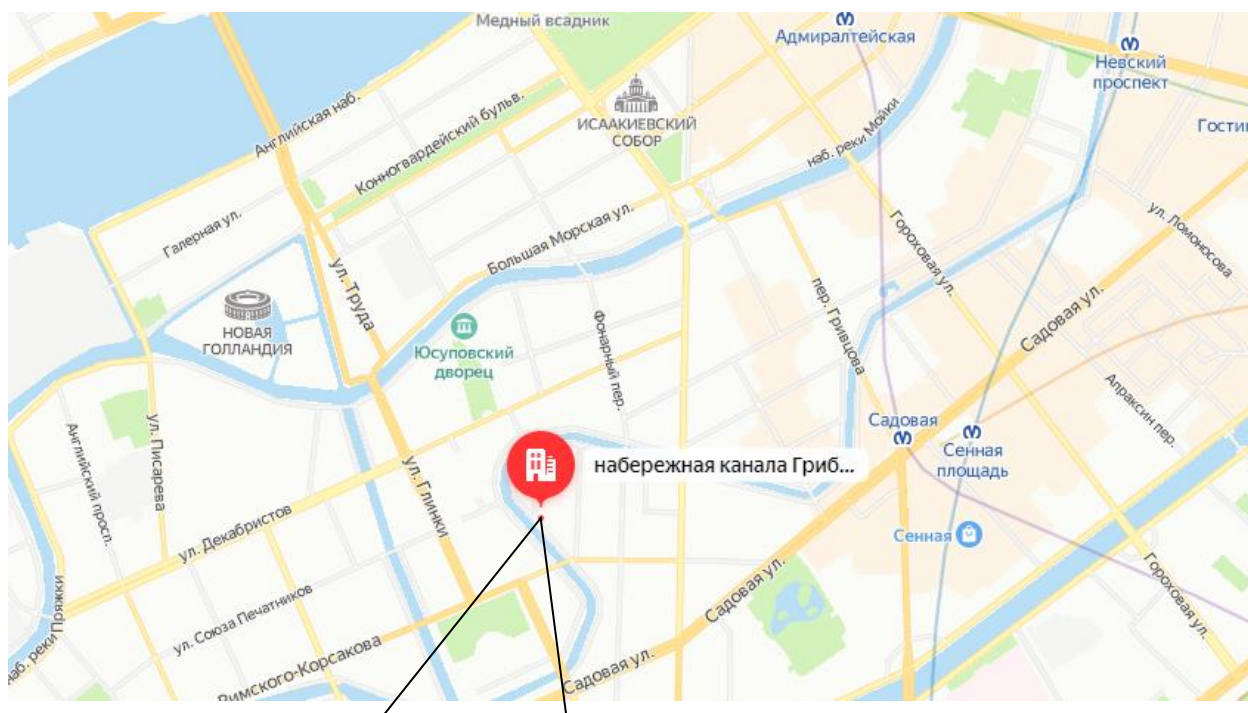 Медный всадник
Адмиралтейская
Невский
проспект
Английская наб.
Конногвардейский бульв.
ИСААКИЕВСКИЙ
СОБОР
наб. реки Мойки
Гости
Галерная ул.
Большая Морская ул.
ул. Труда
Гороховая ул.
ул. Ломоносова
НОВАЯ
ГОЛЛАНДИЯ
Юсуповский
дворец
Фонарный пер.
пер. Гривцова
Садовая ул.
Апраксин пер.
Английский просп.
ул. Писарева
ул. Глинки
набережная канала Гриб...
Садовая
Сенная
площадь
ул. Декабристов
Сенная
Гороховая ул.
наб. реки Пряжки
ул. Союза Печатников
Садовая ул.
Римского-Корсакова
Садовая ул.